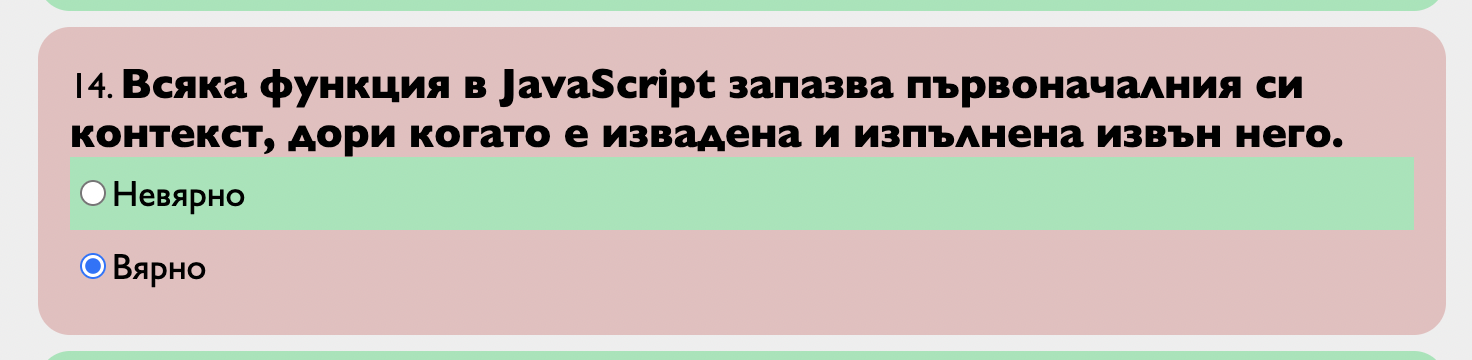 14. Всяка функция в JavaScript запазва първоначалния си
контекст, дори когато е извадена и изпълнена извън него.
Невярно
Вярно